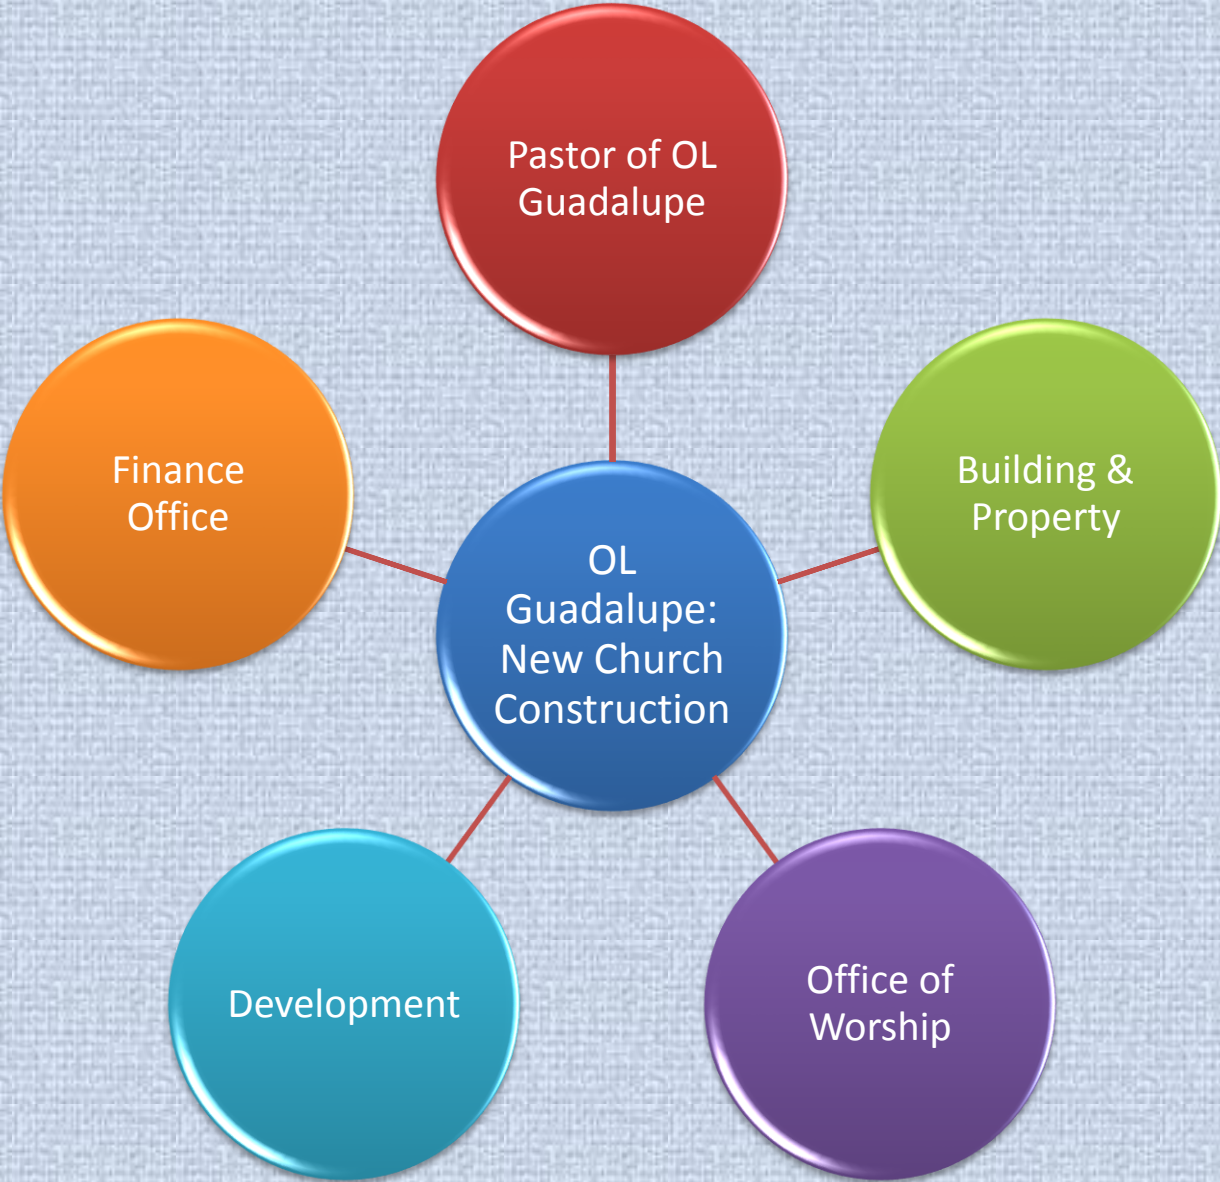 Pastor of OL
Guadalupe
Finance
Office
Building &
Property
OL
Guadalupe:
New Church
Construction
Development
Office of
Worship